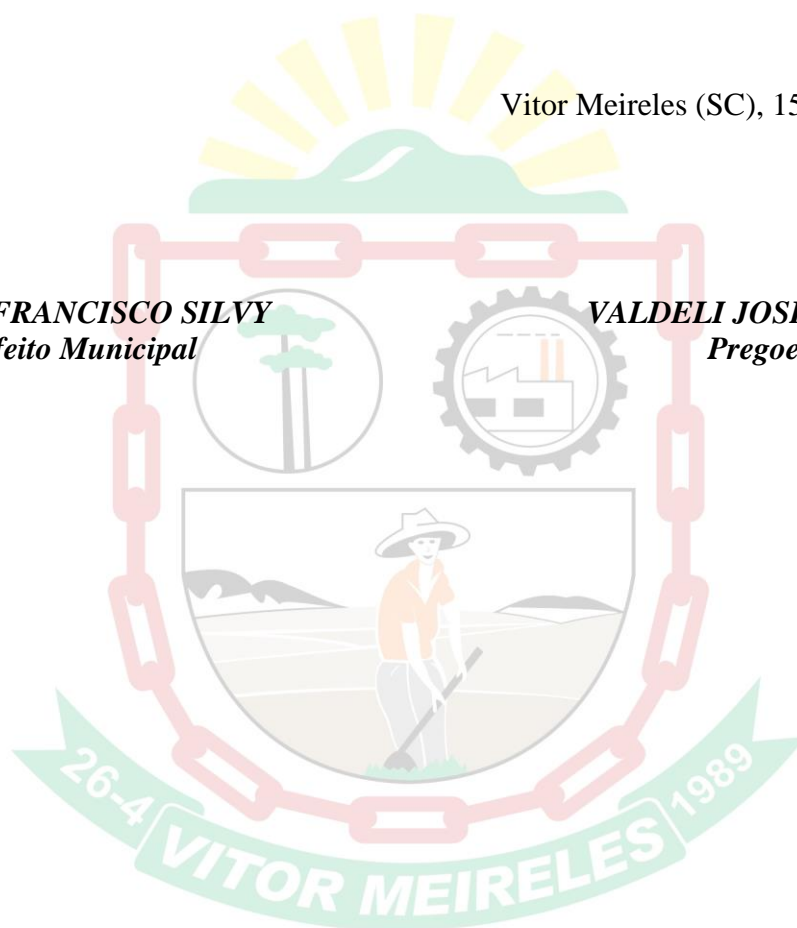 Vitor Meireles (SC), 15
FRANCISCO SILVY
VALDELI JOSI
feito Municipal
Pregoe
26-4
VITOR MEIRELES
1989